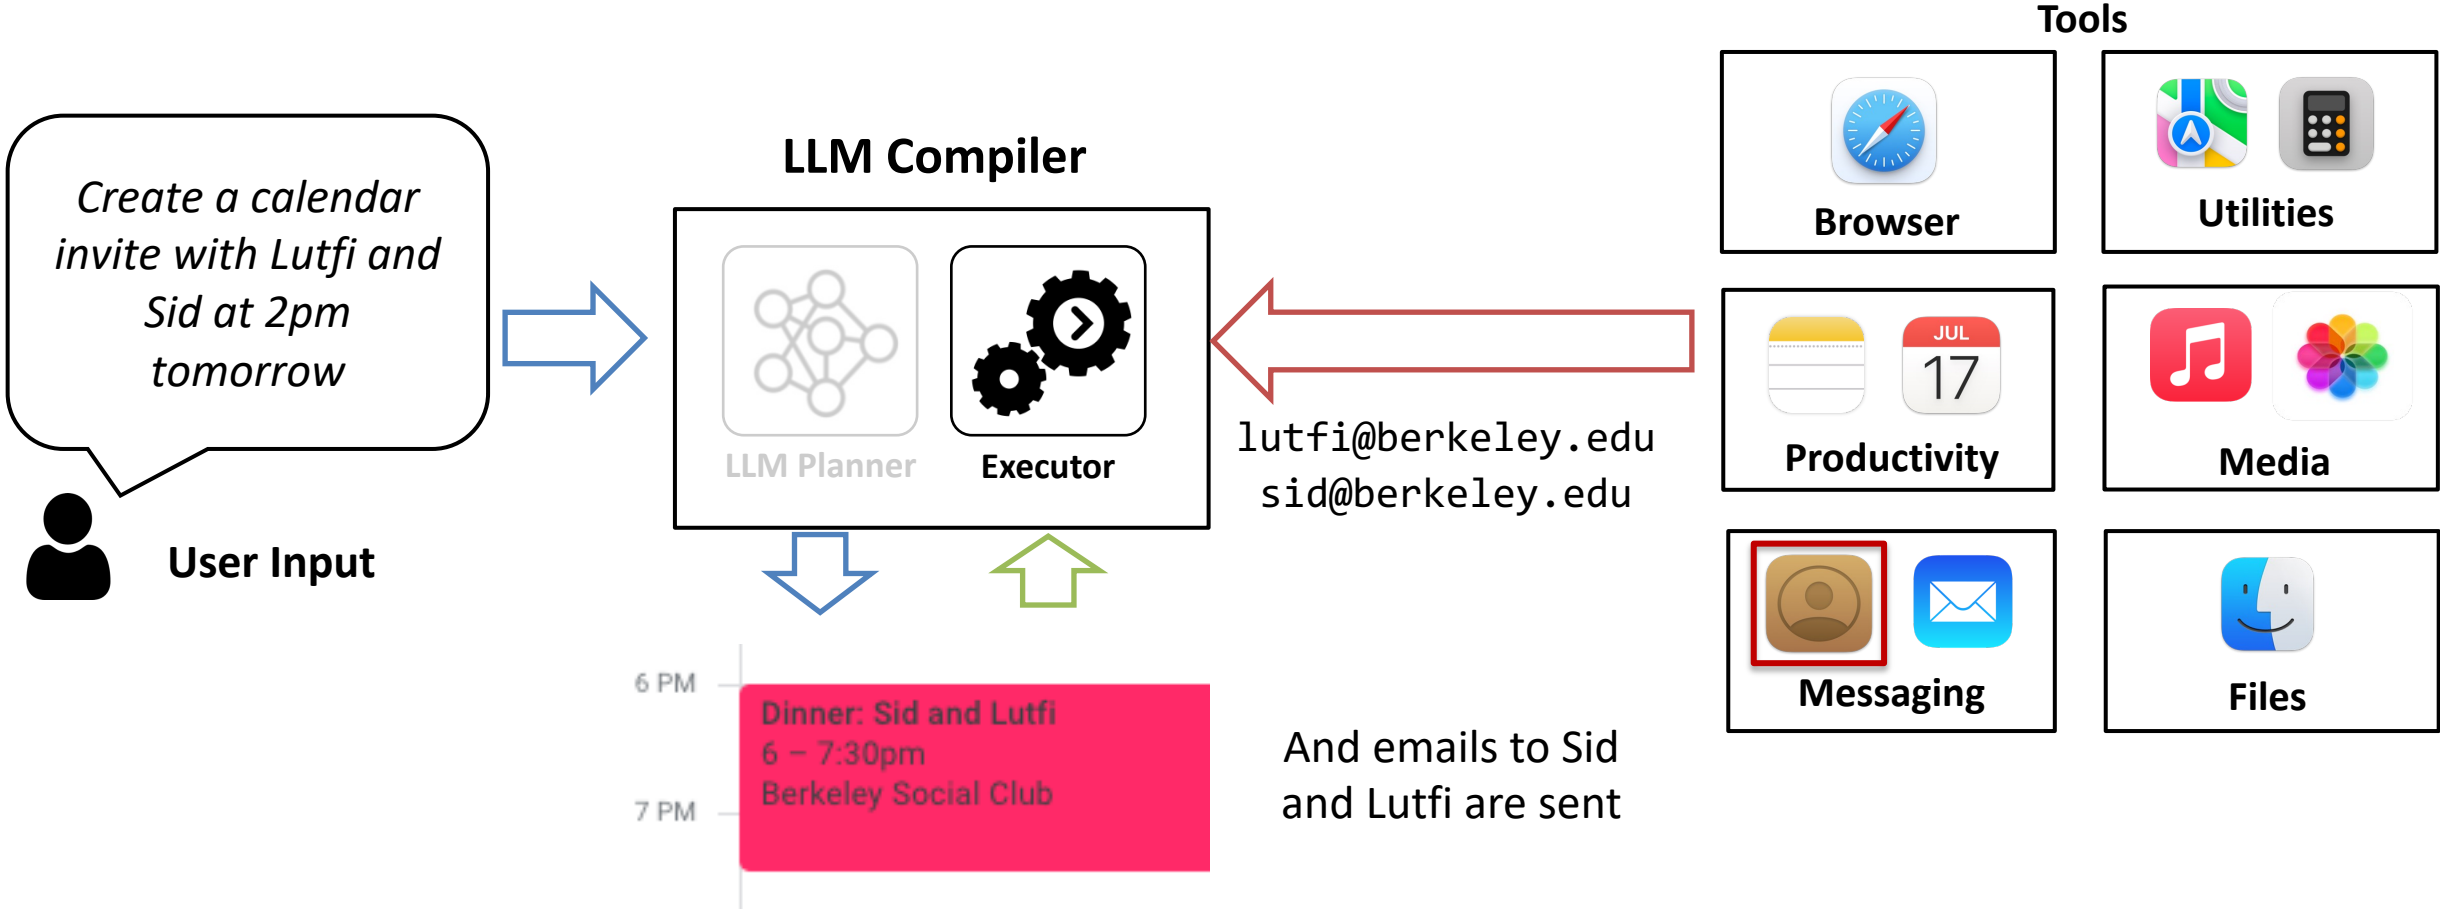 Tools
Create a calendar
invite with Lutfi and
Sid at 2pm
tomorrow
User Input
LLM Compiler
LLM Planner
Executor
lutfi@berkeley.edu
sid@berkeley.edu
Browser
Utilities
JUL
17
Productivity
Media
Messaging
Files
6 PM
Dinner: Sid and Lutfi
6 – 7:30pm
Berkeley Social Club
7 PM
And emails to Sid
and Lutfi are sent